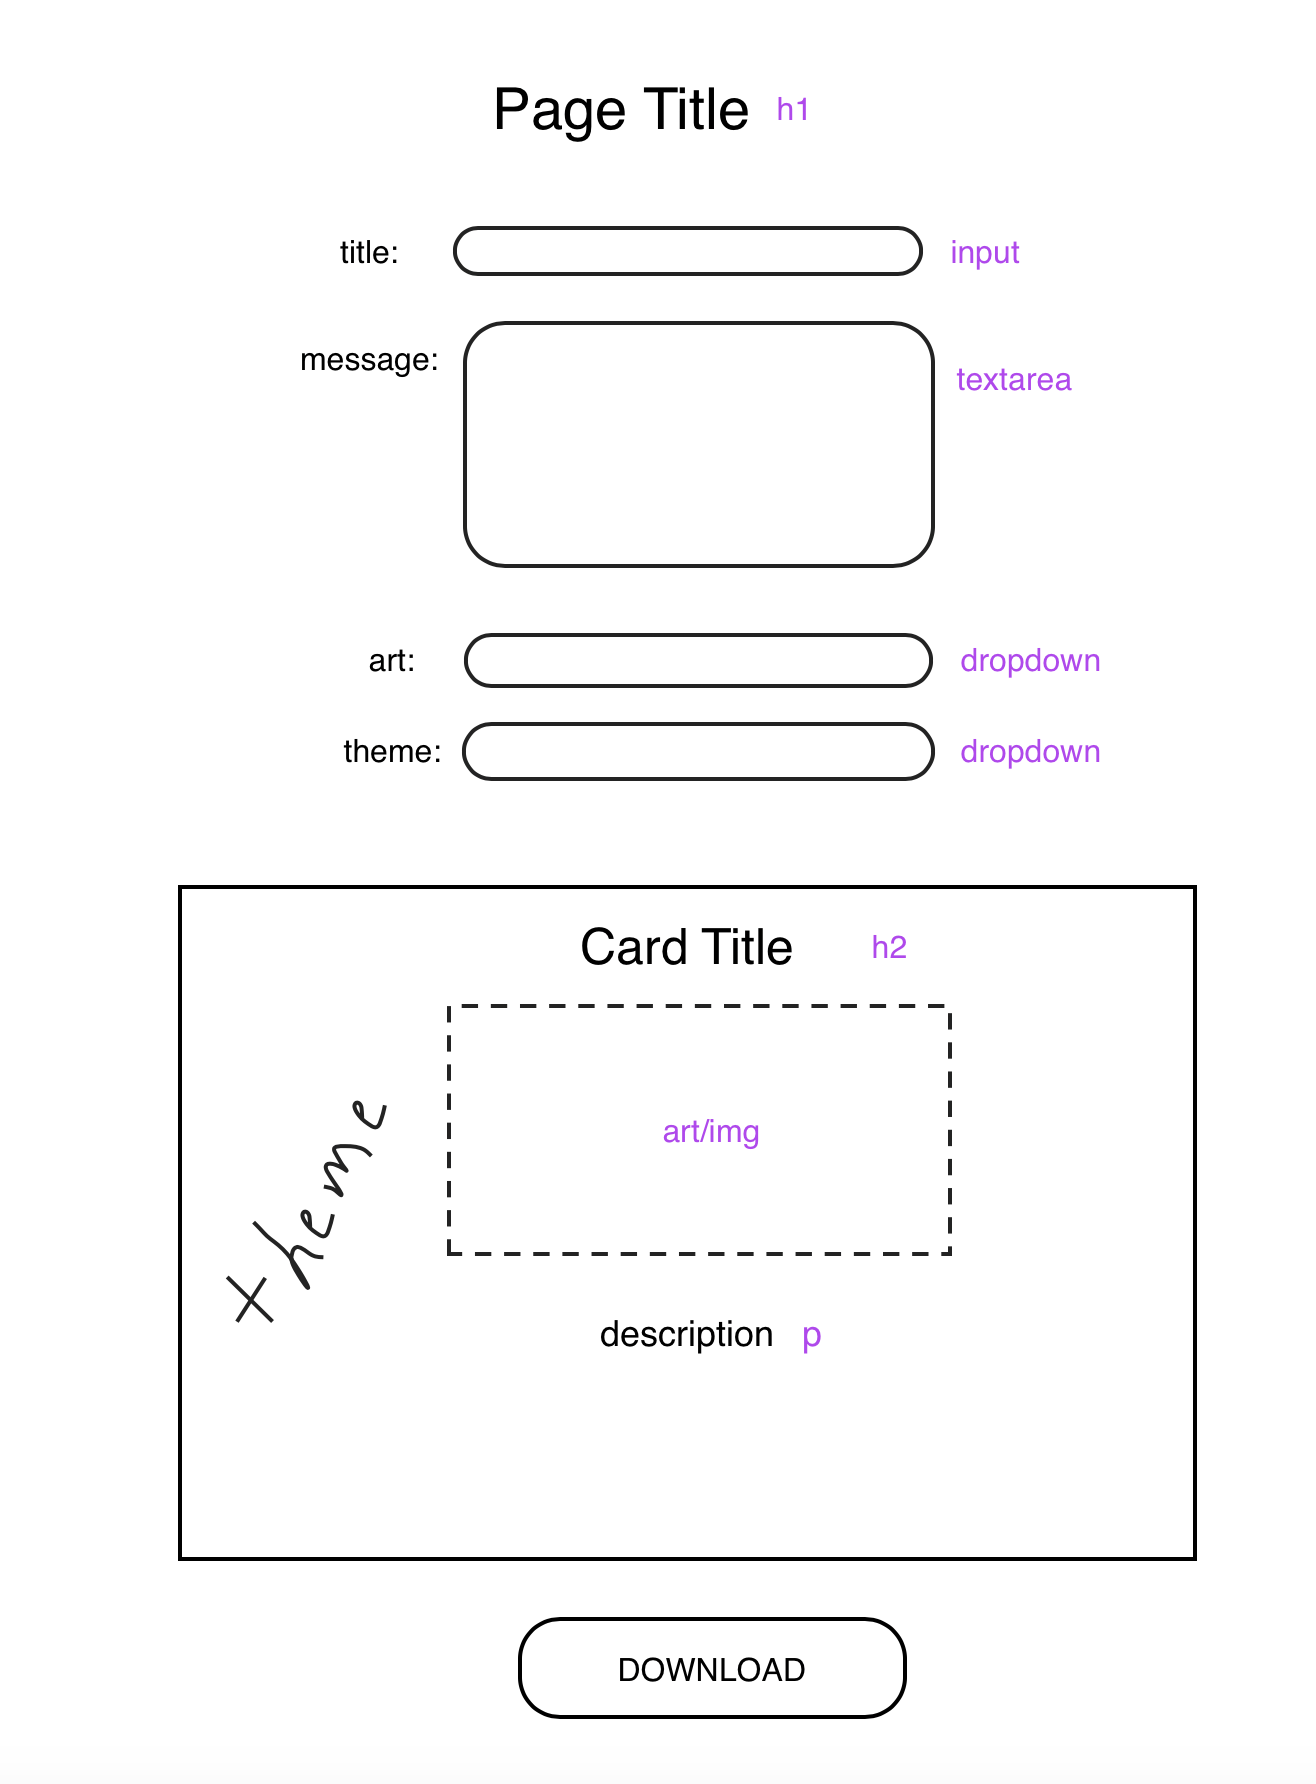 Page Title h1
title: input
message: textarea
art: dropdown
theme: dropdown
Card Title h2
art/img
theme
description p
DOWNLOAD